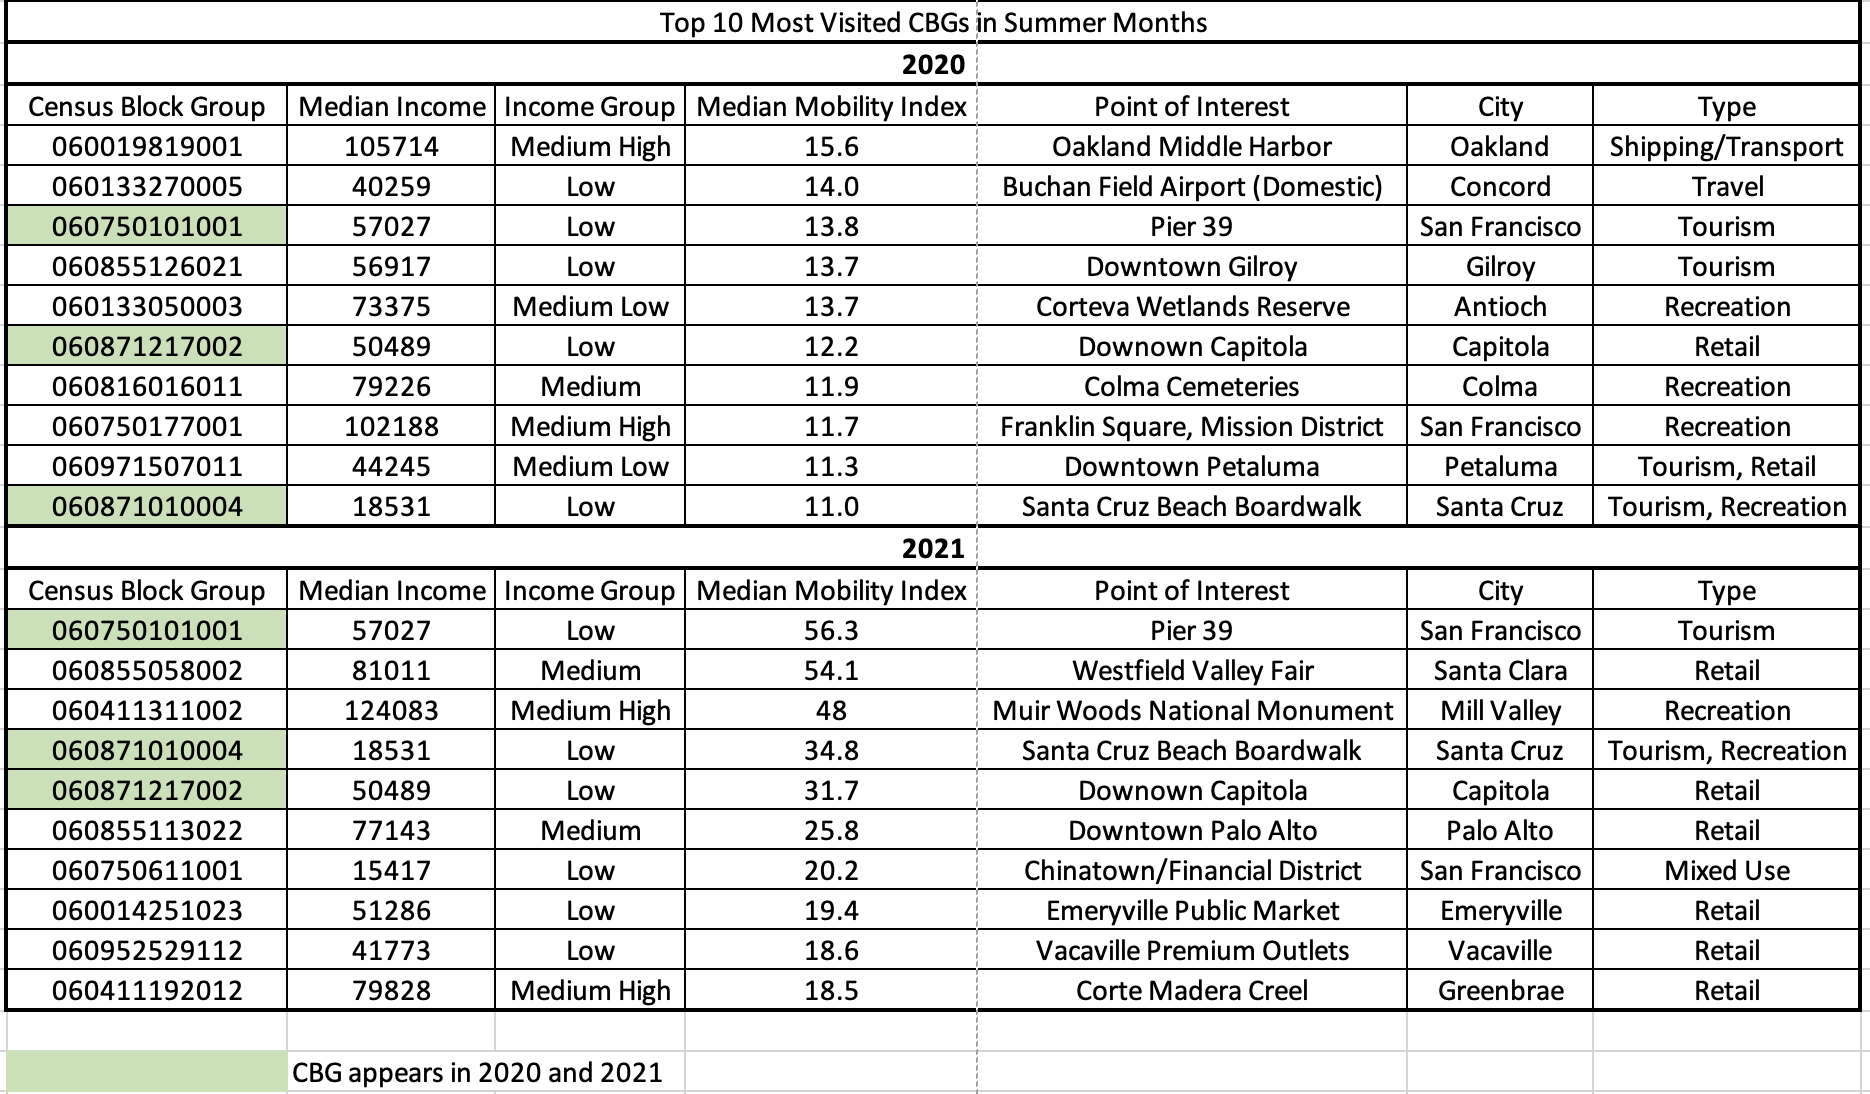 Top 10 Most Visited CBGs in Summer Months
2020
Census Block Group Median Income Income Group Median Mobility Index Point of Interest City Type
060019819001 105714 Medium High 15.6 Oakland Middle Harbor Oakland Shipping/Transport
060133270005 40259 Low 14.0 Buchan Field Airport (Domestic) Concord Travel
060750101001 57027 Low 13.8 Pier 39 San Francisco Tourism
060855126021 56917 Low 13.7 Downtown Gilroy Gilroy Tourism
060133050003 73375 Medium Low 13.7 Corteva Wetlands Reserve Antioch Recreation
060871217002 50489 Low 12.2 Downown Capitola Capitola Retail
060816016011 79226 Medium 11.9 Colma Cemeteries Colma Recreation
060750177001 102188 Medium High 11.7 Franklin Square, Mission District San Francisco Recreation
060971507011 44245 Medium Low 11.3 Downtown Petaluma Petaluma Tourism, Retail
060871010004 18531 Low 11.0 Santa Cruz Beach Boardwalk Santa Cruz Tourism, Recreation
2021
Census Block Group Median Income Income Group Median Mobility Index Point of Interest City Type
060750101001 57027 Low 56.3 Pier 39 San Francisco Tourism
060855058002 81011 Medium 54.1 Westfield Valley Fair Santa Clara Retail
060411311002 124083 Medium High 48 Muir Woods National Monument Mill Valley Recreation
060871010004 18531 Low 34.8 Santa Cruz Beach Boardwalk Santa Cruz Tourism, Recreation
060871217002 50489 Low 31.7 Downown Capitola Capitola Retail
060855113022 77143 Medium 25.8 Downtown Palo Alto Palo Alto Retail
060750611001 15417 Low 20.2 Chinatown/Financial District San Francisco Mixed Use
060014251023 51286 Low 19.4 Emeryville Public Market Emeryville Retail
060952529112 41773 Low 18.6 Vacaville Premium Outlets Vacaville Retail
060411192012 79828 Medium High 18.5 Corte Madera Creel Greenbrae Retail
CBG appears in 2020 and 2021